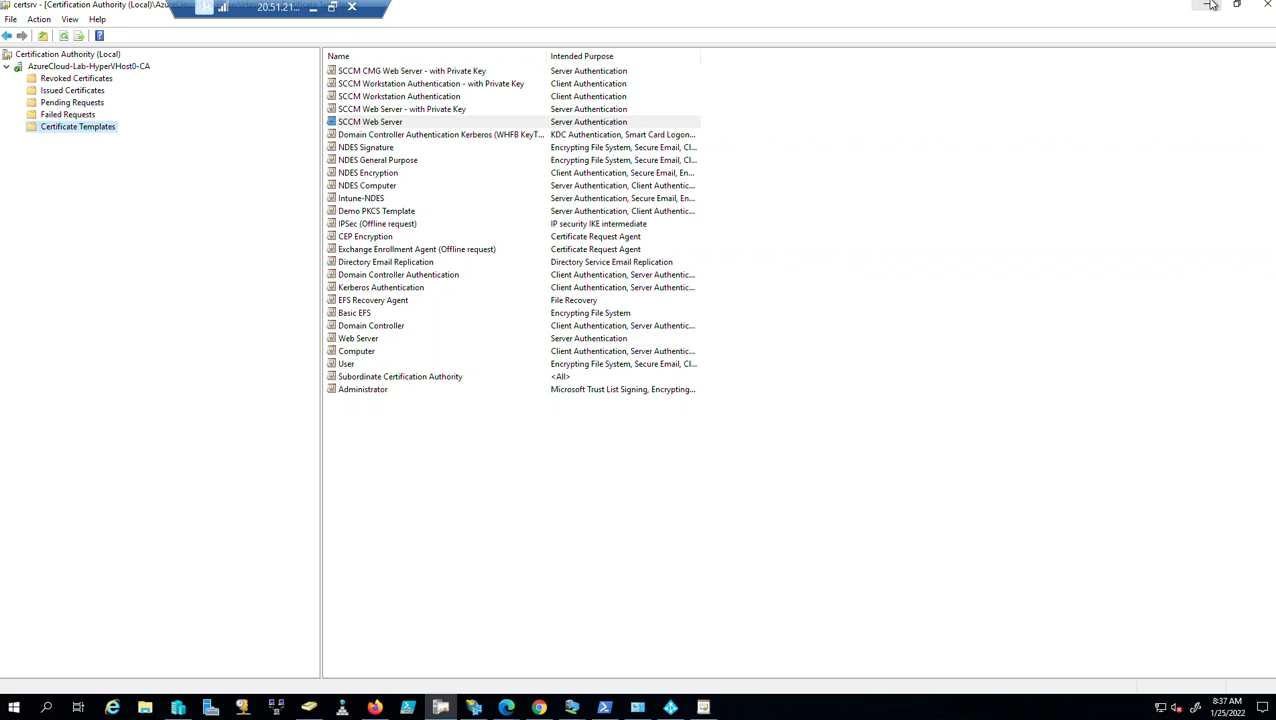 certsrv - [Certification Authority (Local)\Az
20.51.21...
File Action View Help
Certification Authority (Local)
AzureCloud-Lab-HyperVHost0-CA
Revoked Certificates
Issued Certificates
Pending Requests
Failed Requests
Certificate Templates
Name Intended Purpose
SCCM CMG Web Server - with Private Key Server Authentication
SCCM Workstation Authentication - with Private Key Client Authentication
SCCM Workstation Authentication Client Authentication
SCCM Web Server - with Private Key Server Authentication
SCCM Web Server Server Authentication
Domain Controller Authentication Kerberos (WHFB KeyT... KDC Authentication, Smart Card Logon...
NDES Signature Encrypting File System, Secure Email, Cl...
NDES General Purpose Encrypting File System, Secure Email, Cl...
NDES Encryption Client Authentication, Secure Email, En...
NDES Computer Server Authentication, Client Authentic...
Intune-NDES Server Authentication, Secure Email, En...
Demo PKCS Template Server Authentication, Client Authentic...
IPSec (Offline request) IP security IKE intermediate
CEP Encryption Certificate Request Agent
Exchange Enrollment Agent (Offline request) Certificate Request Agent
Directory Email Replication Directory Service Email Replication
Domain Controller Authentication Client Authentication, Server Authentic...
Kerberos Authentication Client Authentication, Server Authentic...
EFS Recovery Agent File Recovery
Basic EFS Encrypting File System
Domain Controller Client Authentication, Server Authentic...
Web Server Server Authentication
Computer Client Authentication, Server Authentic...
User Encrypting File System, Secure Email, Cl...
Subordinate Certification Authority <All>
Administrator Microsoft Trust List Signing, Encrypting...
8:37 AM
1/25/2022